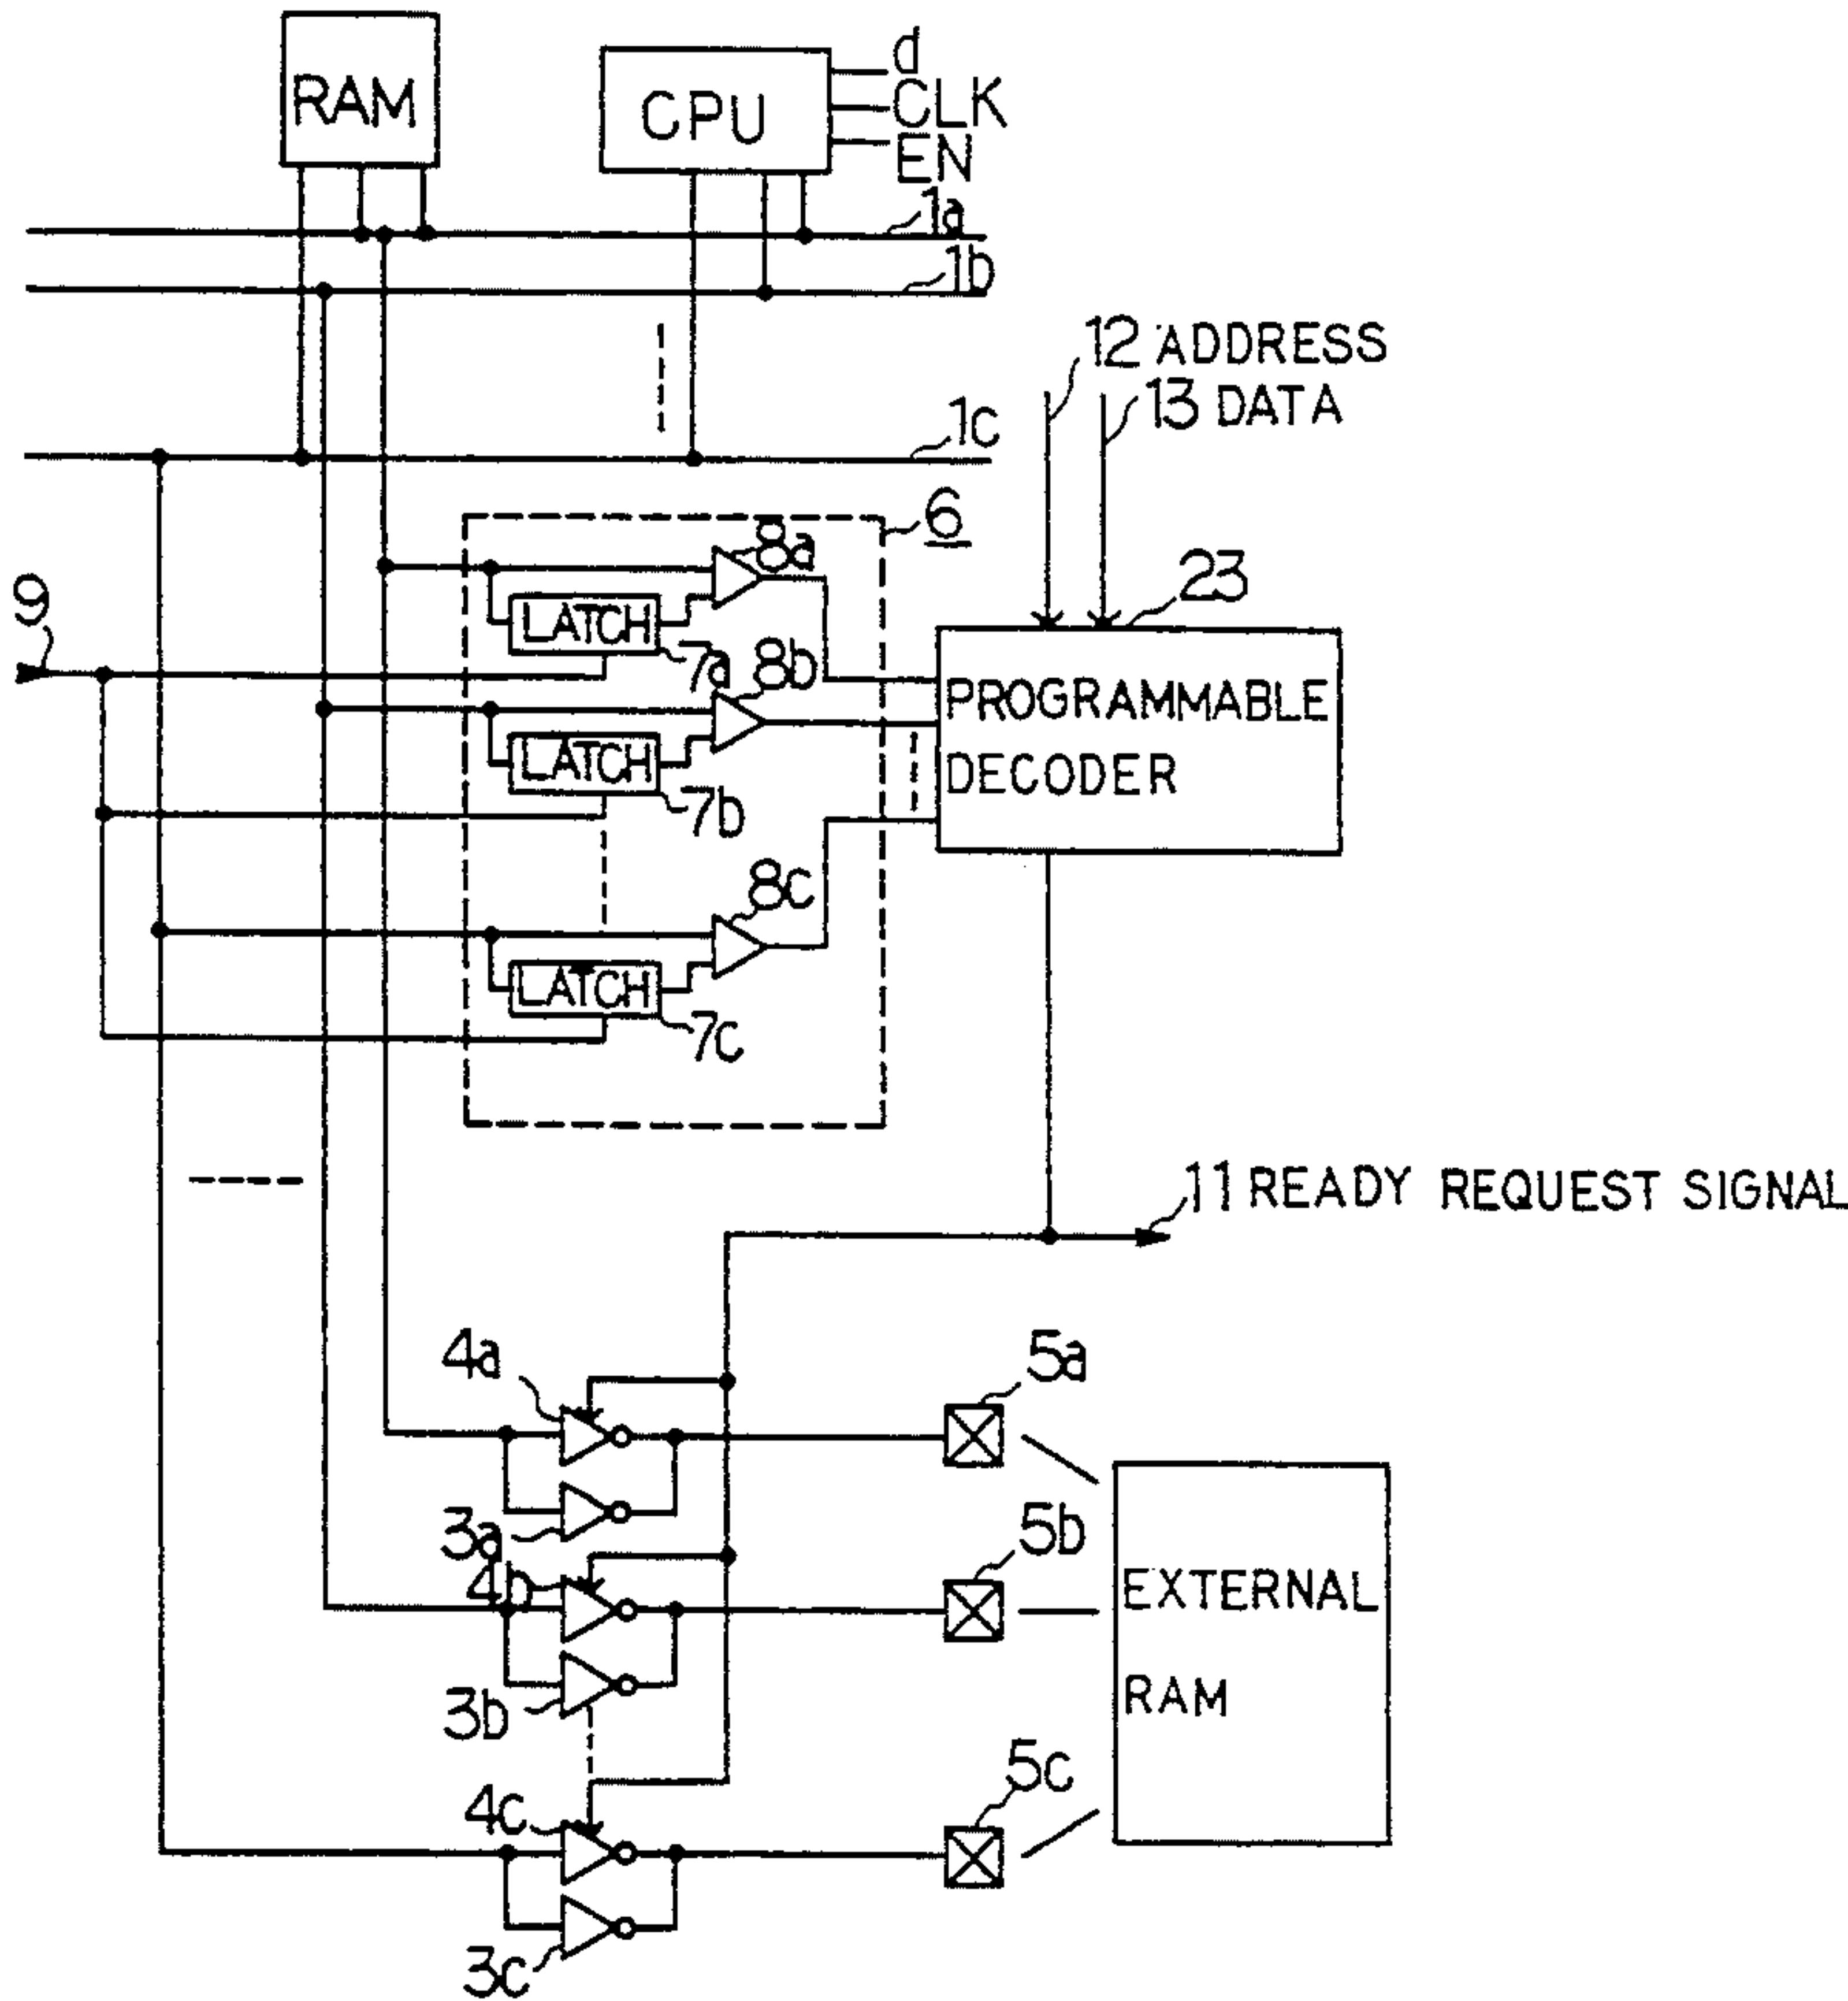 RAM
CPU
d
CLK
EN
1a
1b
12 ADDRESS
13 DATA
1c
6
8a
23
9
LATCH
7a
8b
PROGRAMMABLE
DECODER
LATCH
7b
8c
LATCH
7c
11 READY REQUEST SIGNAL
4a
5a
3a
5b
4b
EXTERNAL
RAM
3b
5c
4c
3c